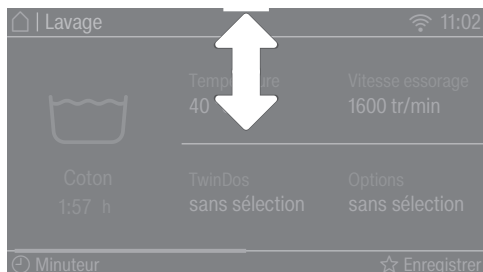 | Lavage 11:02
Température Vitesse essorage
40 1600 tr/min
Coton TwinDos Options
1:57 h sans sélection sans sélection
Minuteur Enregistrer